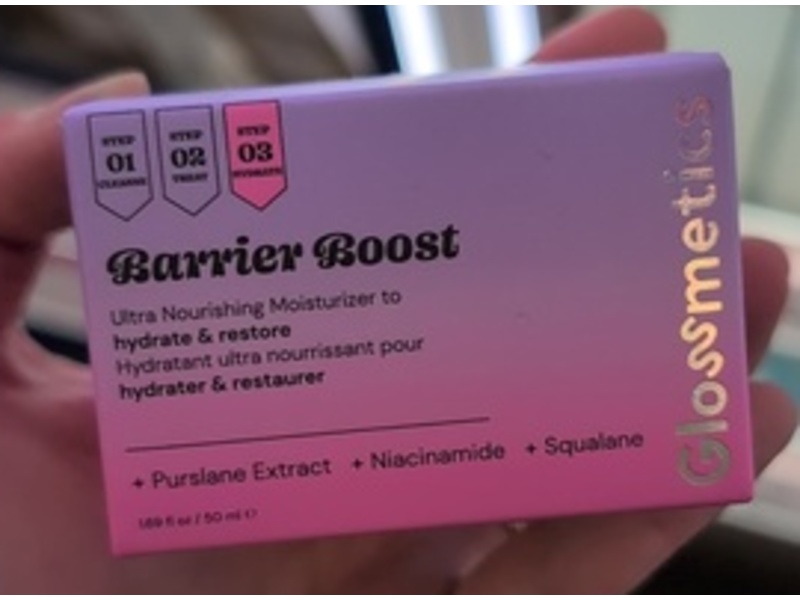 STEP
01
CLEANSE
STEP
02
TREAT
STEP
03
HYDRATE
Barrier Boost
Ultra Nourishing Moisturizer to
hydrate & restore
Hydratant ultra nourrissant pour
hydrater & restaurer
+ Purslane Extract + Niacinamide + Squalane
1.69 fl oz / 50 ml ℮
Glossmetics